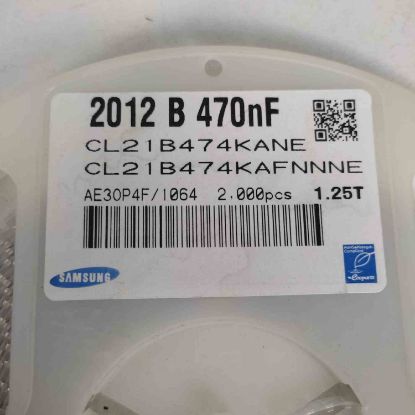 2012 B 470nF
CL21B474KANE
CL21B474KAFNNNE
AE30P4F/1064 2.000pcs 1.25T
SAMSUNG